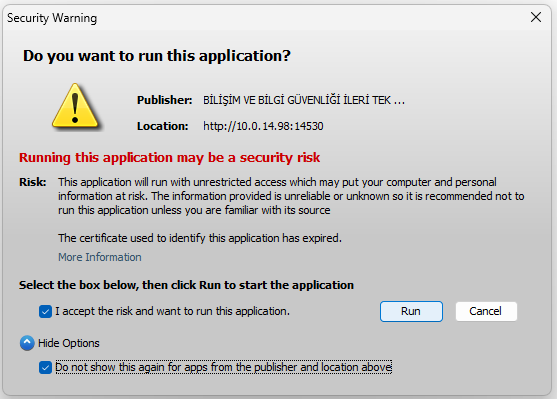 Security Warning
Do you want to run this application?
Publisher: BİLİŞİM VE BİLGİ GÜVENLİĞİ İLERİ TEK ...
Location: http://10.0.14.98:14530
Running this application may be a security risk
Risk: This application will run with unrestricted access which may put your computer and personal
information at risk. The information provided is unreliable or unknown so it is recommended not to
run this application unless you are familiar with its source
The certificate used to identify this application has expired.
More Information
Select the box below, then click Run to start the application
I accept the risk and want to run this application. Run Cancel
Hide Options
Do not show this again for apps from the publisher and location above